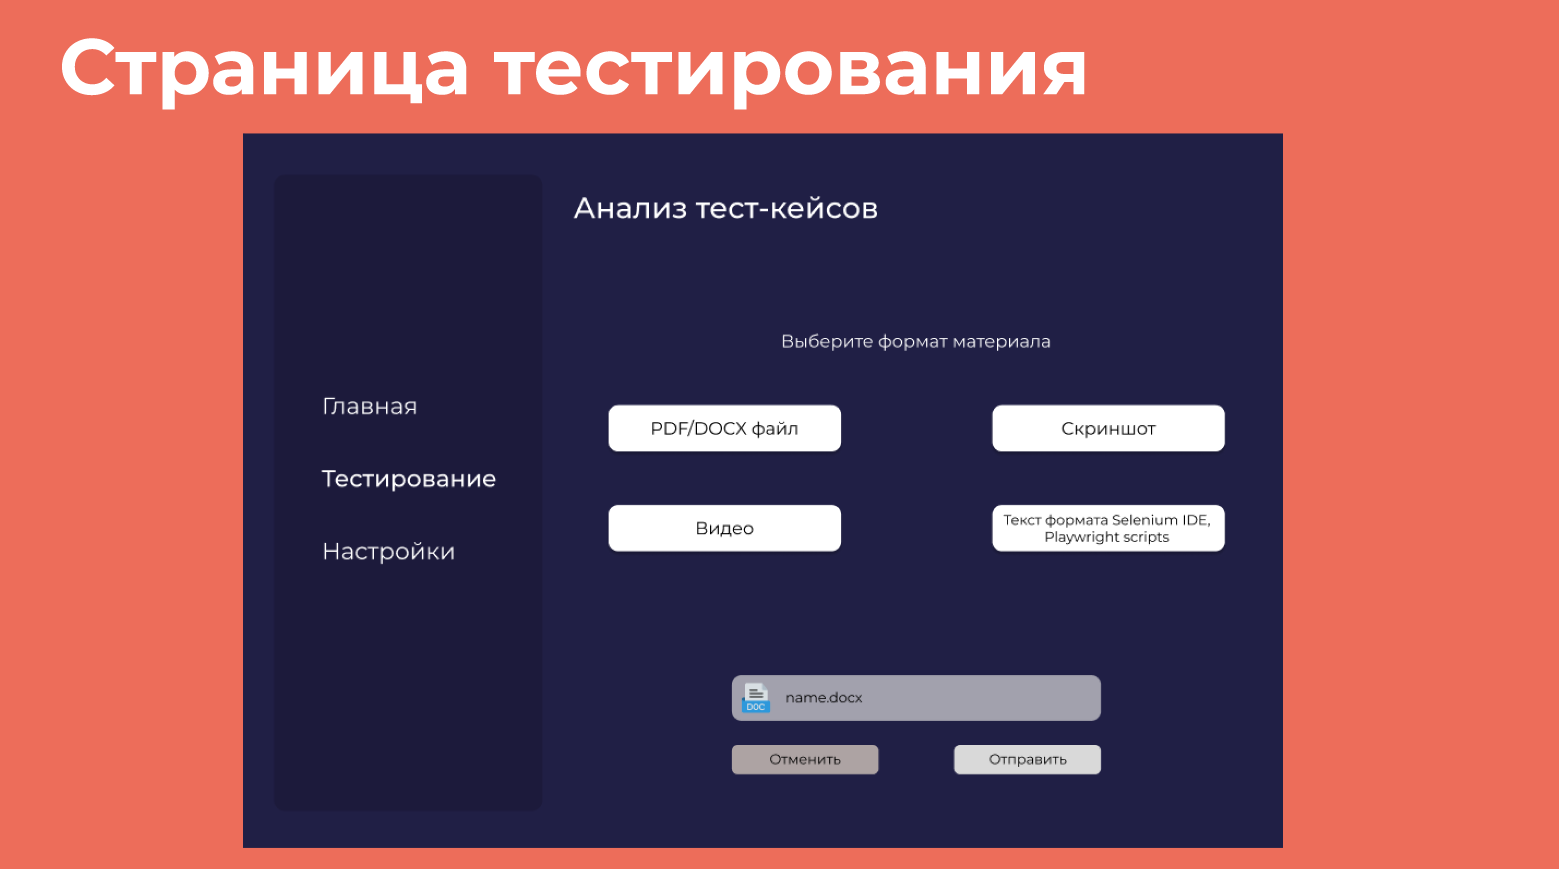 Страница тестирования
Анализ тест-кейсов
Выберите формат материала
Главная
Тестирование
Настройки
PDF/DOCX файл
Скриншот
Видео
Текст формата Selenium IDE,
Playwright scripts
DOC
name.docx
Отменить
Отправить